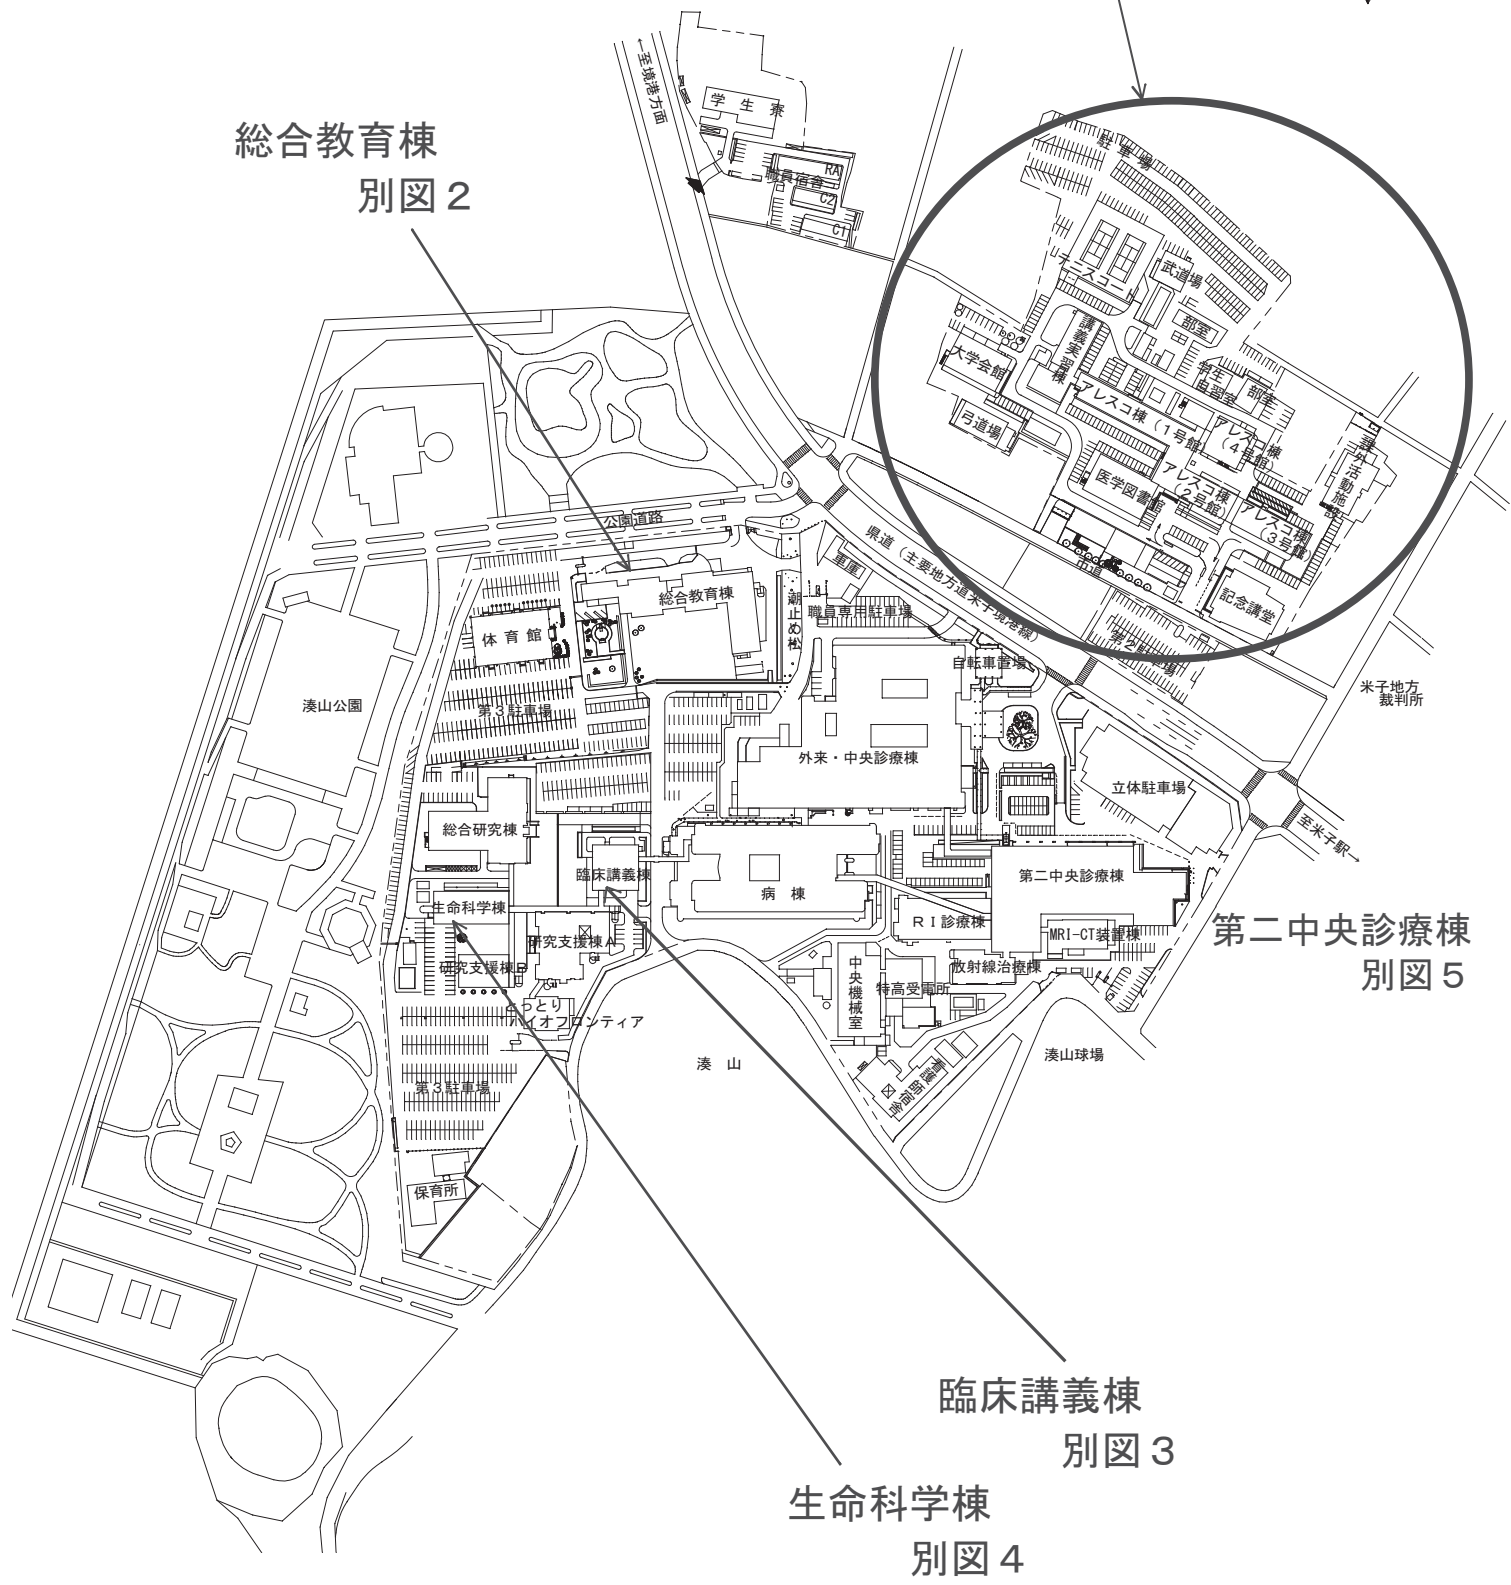 ←至境港方面
学生寮
職員宿舎
RA
C2
C1
総合教育棟
別図２
駐車場
テニスコート
武道場
部室
講義実習棟
大学会館
弓道場
学生
自習室
部室
アレスコ棟（１号館）
アレスコ棟
（４号館）
アレスコ棟
（２号館）
アレスコ棟
（３号館）
課外活動施設
医学図書館
記念講堂
市道
公園道路
県道（主要地方道米子境港線）
車庫
職員専用駐車場
潮止め松
総合教育棟
体育館
第３駐車場
湊山公園
自転車置場
第２駐車場
米子地方
裁判所
外来・中央診療棟
立体駐車場
至米子駅→
総合研究棟
臨床講義棟
病棟
第二中央診療棟
生命科学棟
ＲＩ診療棟
MRI-CT装置棟
第二中央診療棟
別図５
研究支援棟A
研究支援棟B
放射線治療棟
中央機械室
特高受電所
とっとり
バイオフロンティア
湊山
湊山球場
看護師宿舎
第３駐車場
保育所
臨床講義棟
別図３
生命科学棟
別図４